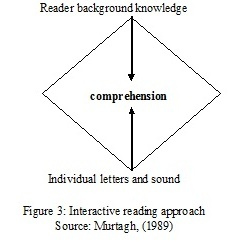 Reader background knowledge
comprehension
Individual letters and sound
Figure 3: Interactive reading approach
Source: Murtagh, (1989)